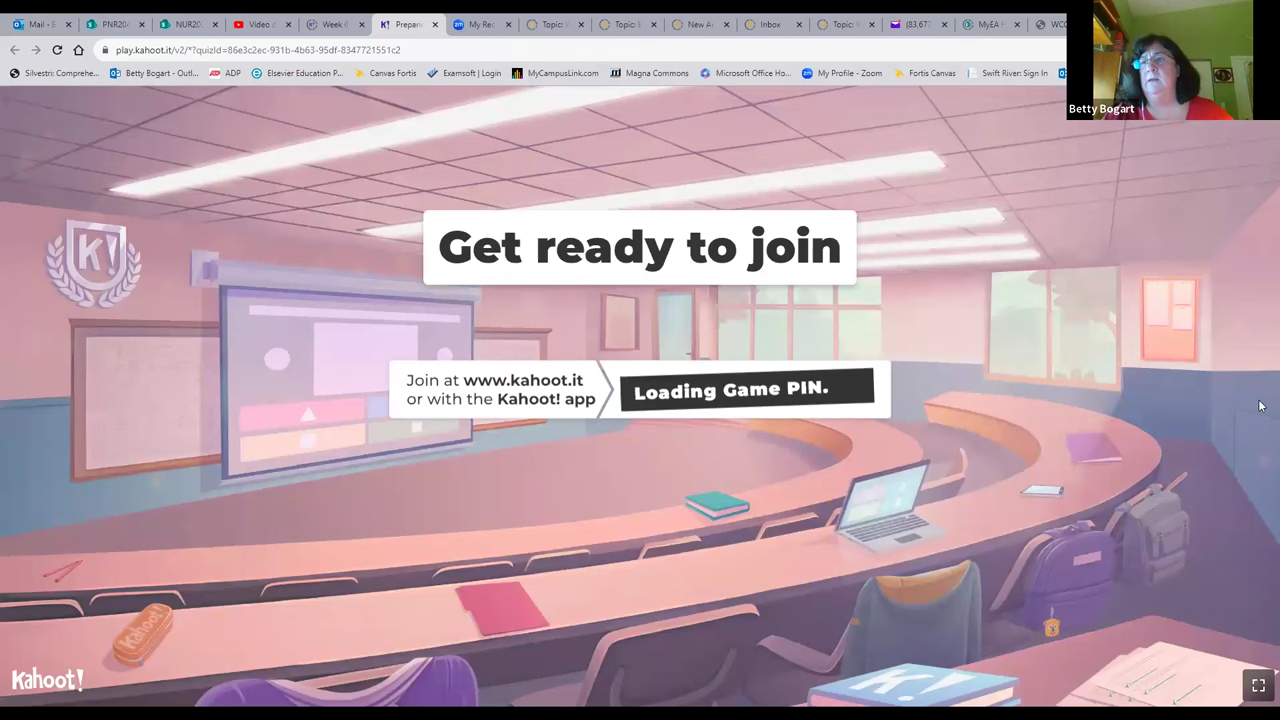 Mail - E
PNR204
NUR20
Video c
Week 6
Prepare
My Rec
Topic: V
Topic: E
New A
Inbox
Topic: V
(83,677
MyEA H
WCC
play.kahoot.it/v2/*?quizId=86e3c2ec-931b-4b63-95df-8347721551c2
Silvestri: Comprehe...
Betty Bogart - Outl...
ADP
Elsevier Education P...
Canvas Fortis
Examsoft | Login
MyCampusLink.com
Magna Commons
Microsoft Office Ho...
My Profile - Zoom
Fortis Canvas
Swift River: Sign In
Betty Bogart
K!
Get ready to join
Join at www.kahoot.it
or with the Kahoot! app
Loading Game PIN.
Kahoot!
K!
Kahoot!